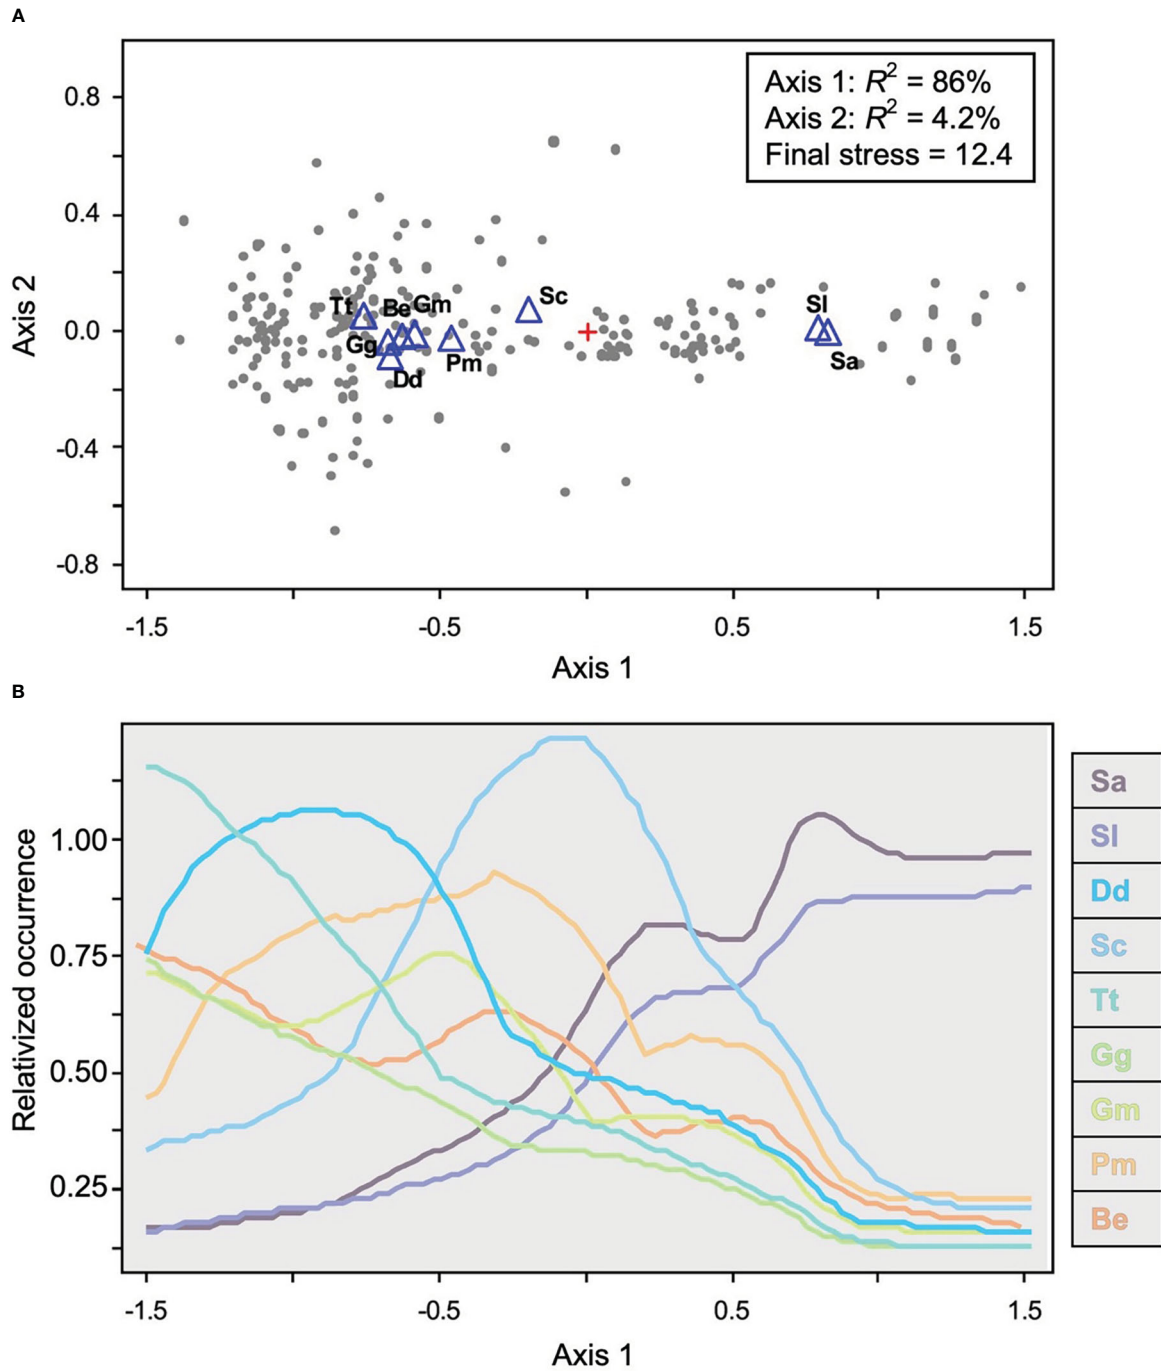 A
Axis 1: R² = 86%
Axis 2: R² = 4.2%
Final stress = 12.4
0.8
0.4
0.0
-0.4
-0.8
Axis 2
Tt
Be
Gm
Sc
Gg
Dd
Pm
Sl
Sa
-1.5
-0.5
0.5
1.5
Axis 1
B
1.00
0.75
0.50
0.25
Relativized occurrence
-1.5
-0.5
0.5
1.5
Axis 1
Sa
Sl
Dd
Sc
Tt
Gg
Gm
Pm
Be